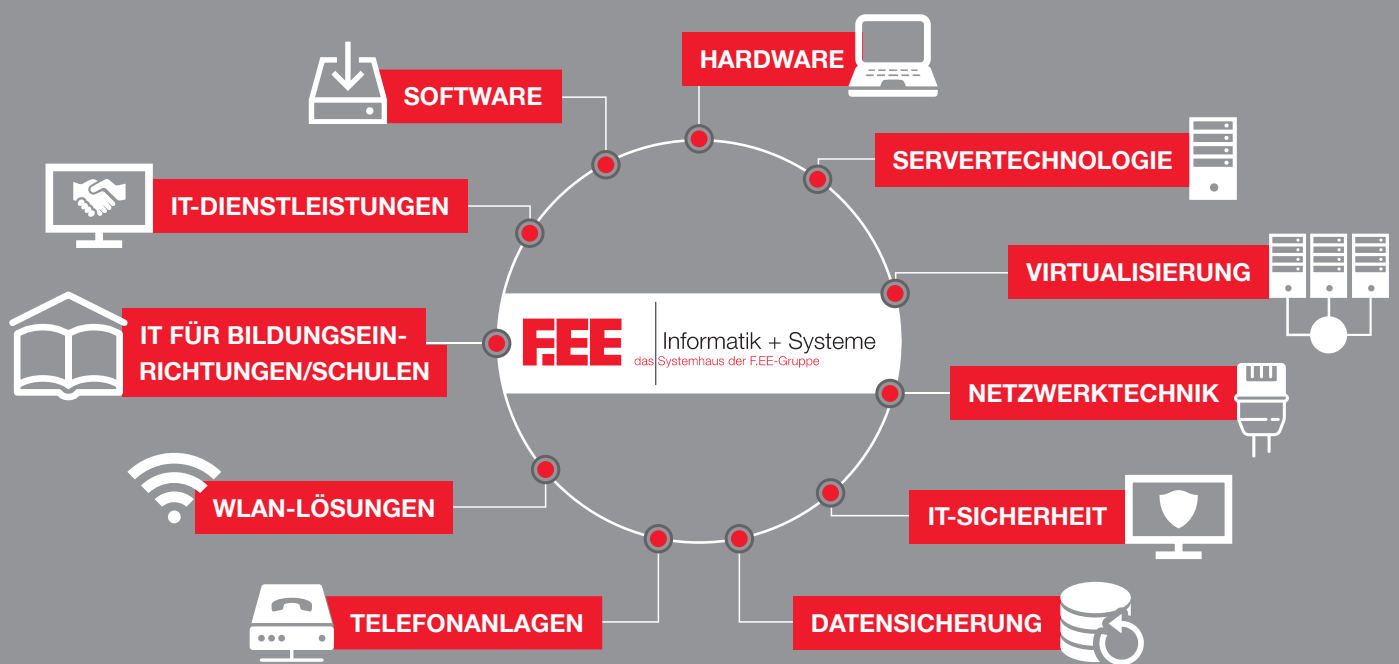 HARDWARE
SOFTWARE
SERVERTECHNOLOGIE
IT-DIENSTLEISTUNGEN
VIRTUALISIERUNG
IT FÜR BILDUNGSEIN-
RICHTUNGEN/SCHULEN
F.EE
Informatik + Systeme
das Systemhaus der F.EE-Gruppe
NETZWERKTECHNIK
WLAN-LÖSUNGEN
IT-SICHERHEIT
TELEFONANLAGEN
DATENSICHERUNG